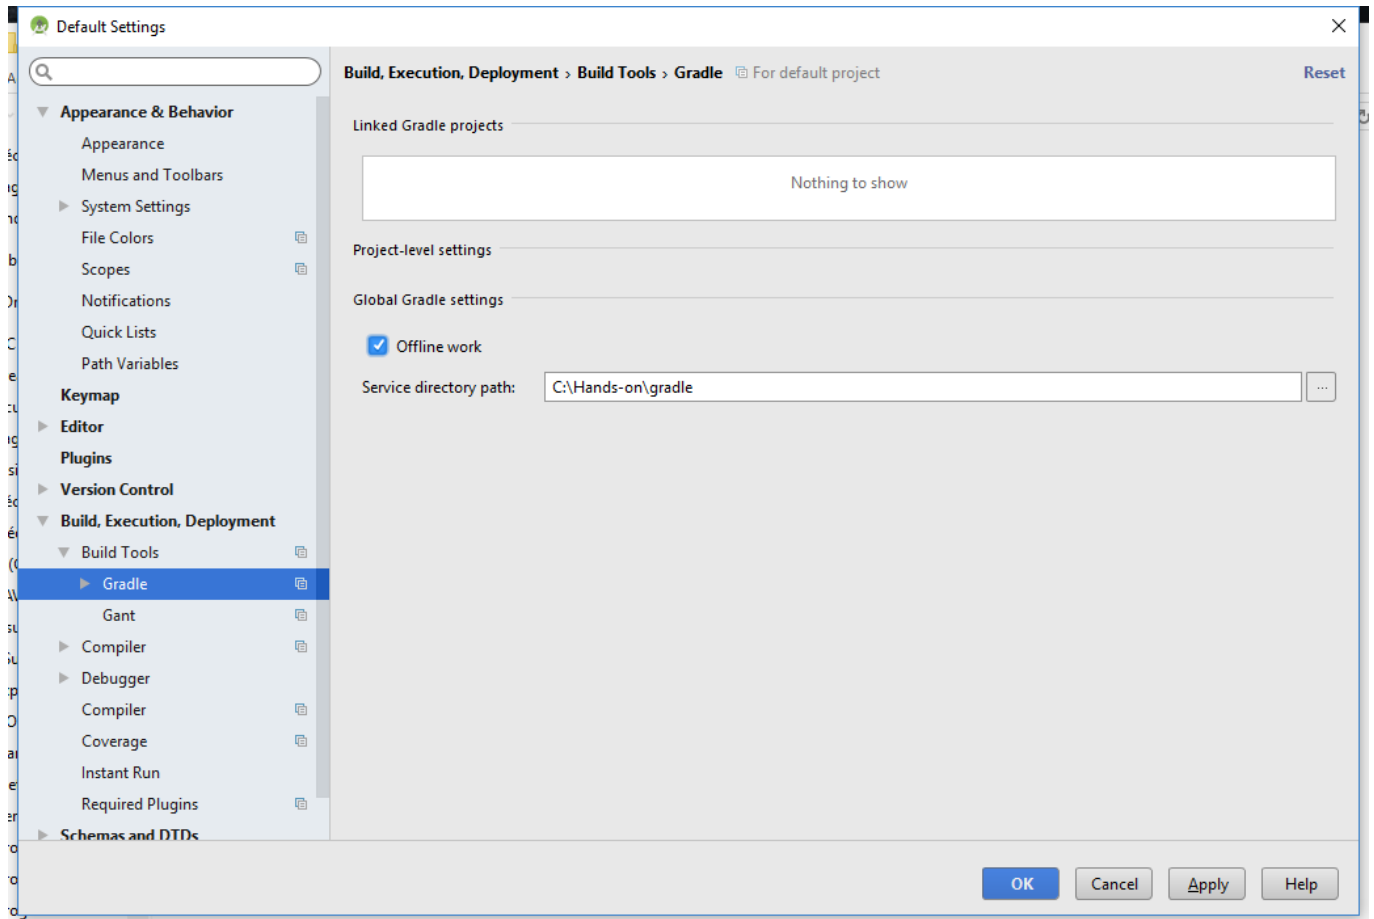 Default Settings
Build, Execution, Deployment › Build Tools › Gradle For default project Reset
Appearance & Behavior
Appearance
Menus and Toolbars
System Settings
File Colors
Scopes
Notifications
Quick Lists
Path Variables
Keymap
Editor
Plugins
Version Control
Build, Execution, Deployment
Build Tools
Gradle
Gant
Compiler
Debugger
Compiler
Coverage
Instant Run
Required Plugins
Schemas and DTDs
Linked Gradle projects
Nothing to show
Project-level settings
Global Gradle settings
Offline work
Service directory path: C:\Hands-on\gradle ...
OK Cancel Apply Help